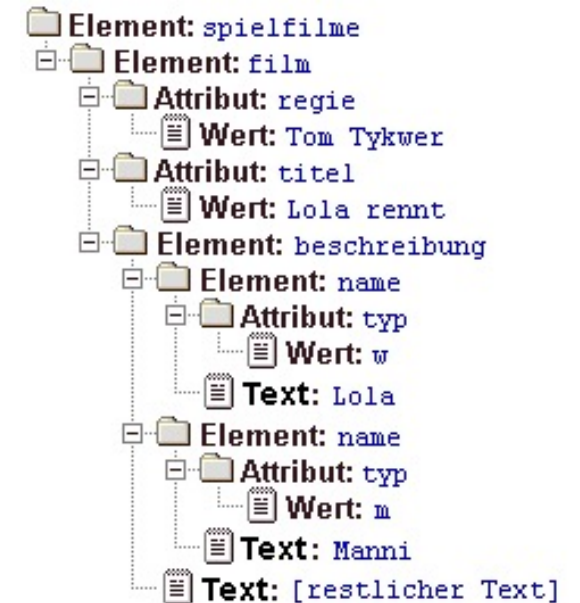 Element: spielfilme
Element: film
Attribut: regie
Wert: Tom Tykwer
Attribut: titel
Wert: Lola rennt
Element: beschreibung
Element: name
Attribut: typ
Wert: w
Text: Lola
Element: name
Attribut: typ
Wert: m
Text: Manni
Text: [restlicher Text]